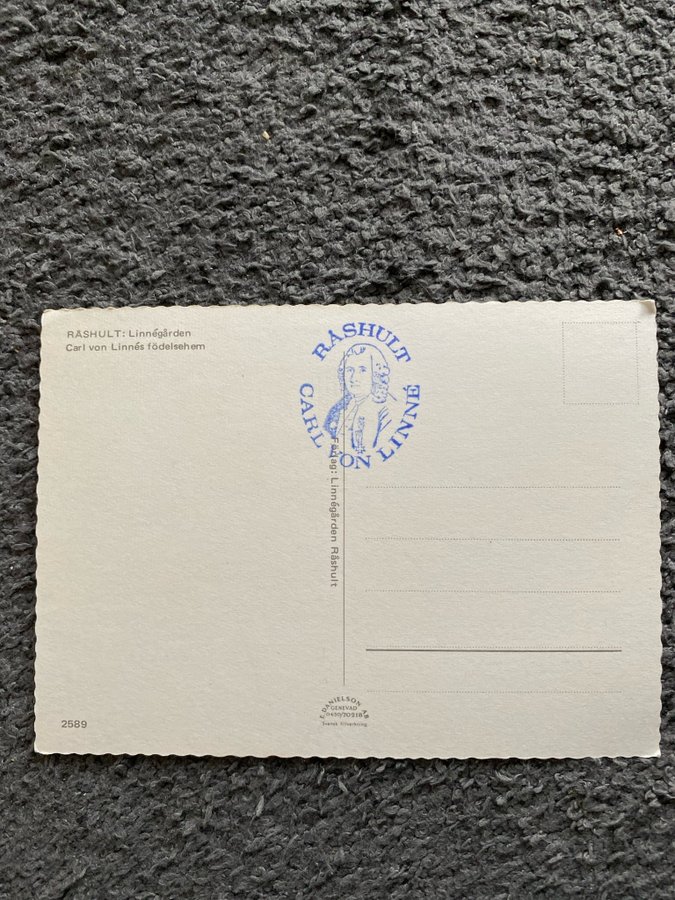 RÅSHULT: Linnégården
Carl von Linnés födelsehem
RÅSHULT
CARL VON LINNÉ
Förlag: Linnégården Råshult
E. DANIELSON AB
GENEVAD
0430/70218
Svensk tillverkning
2589